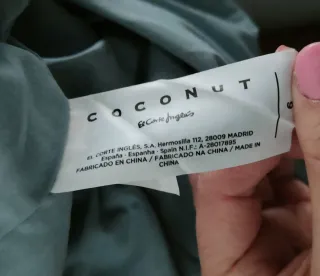 COCONUT
El Corte Inglés
EL CORTE INGLÉS, S.A. Hermosilla 112, 28009 MADRID
España - Espanha - Spain N.I.F.: A-28017895
FABRICADO EN CHINA / FABRICADO NA CHINA / MADE IN
CHINA